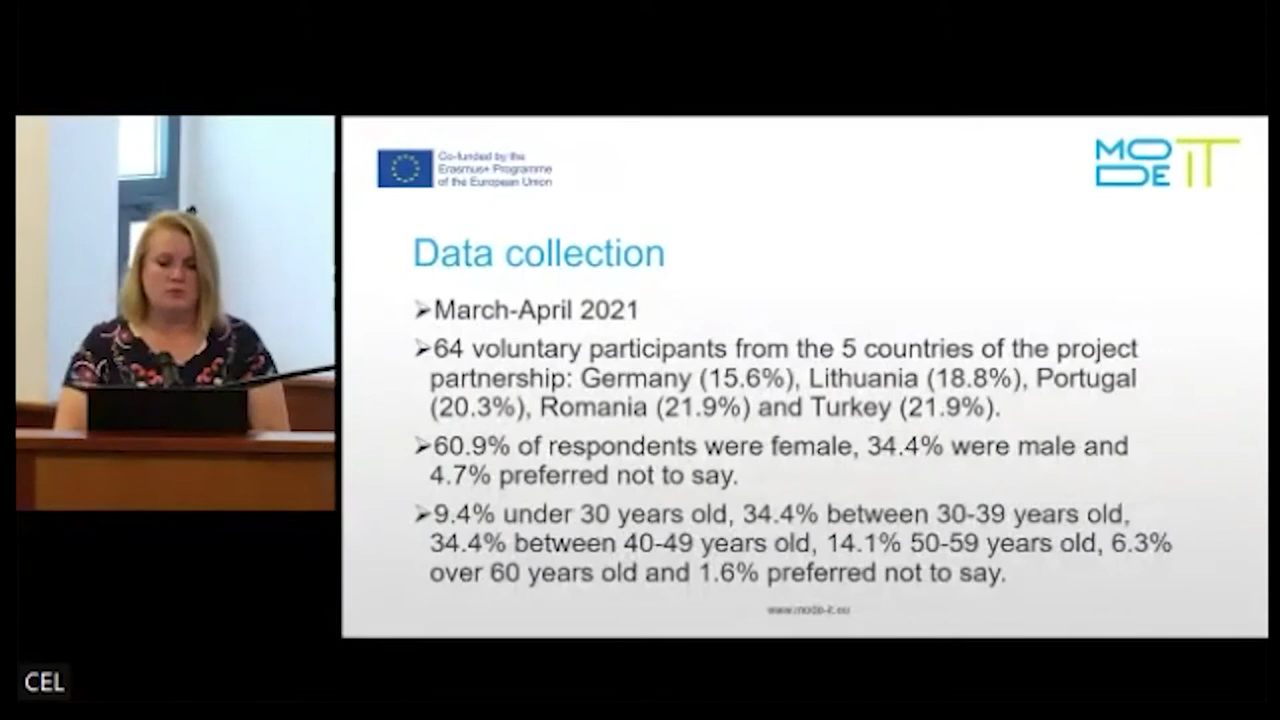 Co-funded by the
Erasmus+ Programme
of the European Union
MO
DE IT
Data collection
➢March-April 2021
➢64 voluntary participants from the 5 countries of the project
partnership: Germany (15.6%), Lithuania (18.8%), Portugal
(20.3%), Romania (21.9%) and Turkey (21.9%).
➢60.9% of respondents were female, 34.4% were male and
4.7% preferred not to say.
➢9.4% under 30 years old, 34.4% between 30-39 years old,
34.4% between 40-49 years old, 14.1% 50-59 years old, 6.3%
over 60 years old and 1.6% preferred not to say.
www.mode-it.eu
CEL